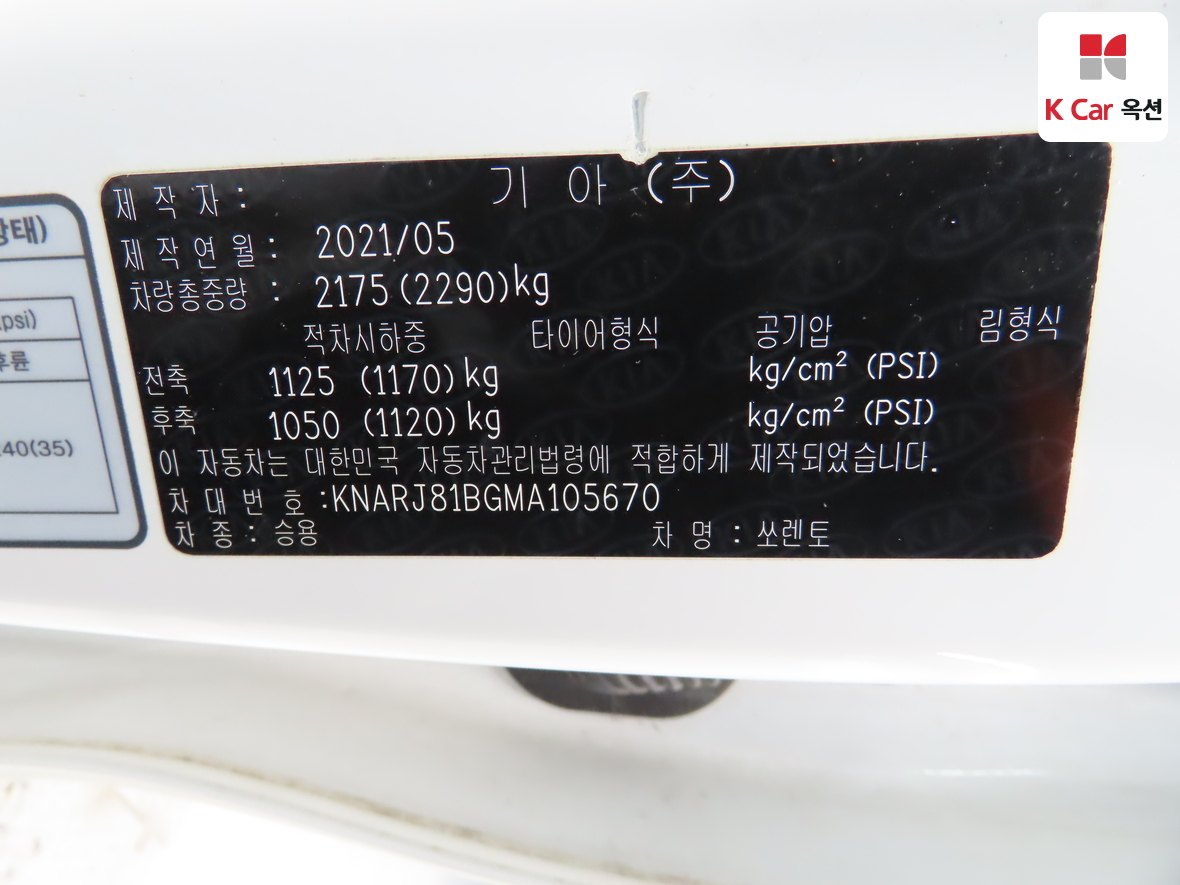 K Car 옥션
제 작 자 : 기 아 (주)
제 작 연 월 : 2021/05
차량총중량 : 2175 (2290)kg
적차시하중 타이어형식 공기압 림형식
전축 1125 (1170) kg kg/cm² (PSI)
후축 1050 (1120) kg kg/cm² (PSI)
이 자동차는 대한민국 자동차관리법령에 적합하게 제작되었습니다.
차 대 번 호 :KNARJ81BGMA105670
차 종 : 승용 차 명 : 쏘렌토
psi)
후륜
240(35)